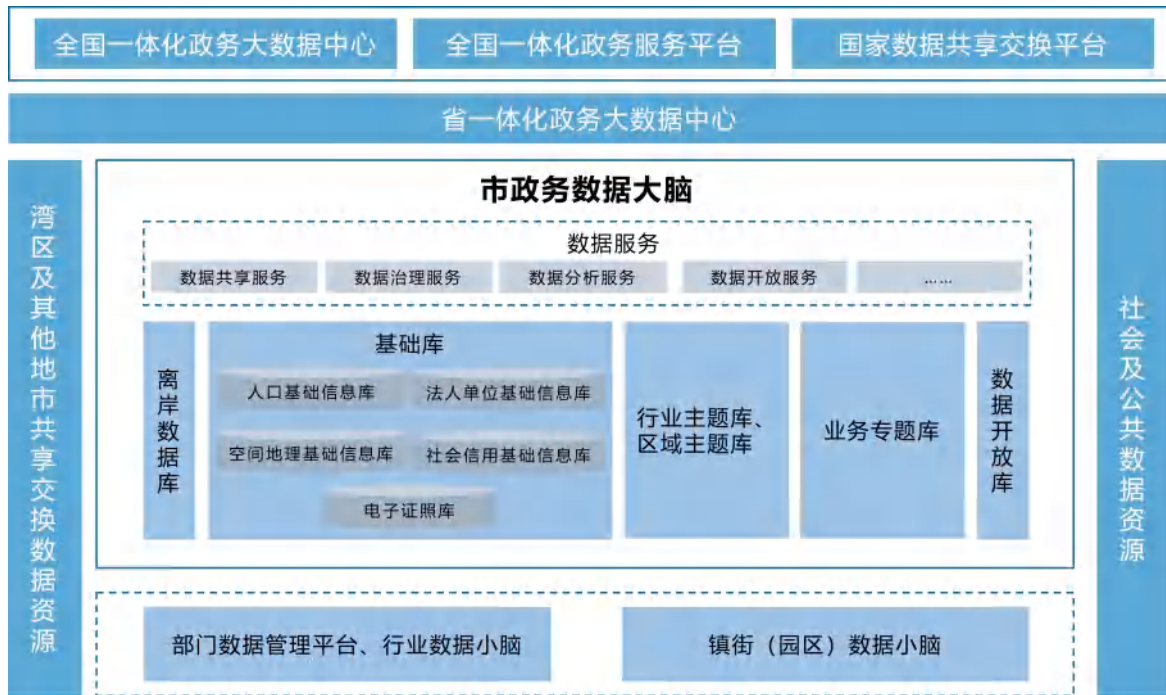 全国一体化政务大数据中心
全国一体化政务服务平台
国家数据共享交换平台
省一体化政务大数据中心
湾区及其他地市共享交换数据资源
市政务数据大脑
数据服务
数据共享服务
数据治理服务
数据分析服务
数据开放服务
……
离岸数据库
基础库
人口基础信息库
法人单位基础信息库
空间地理基础信息库
社会信用基础信息库
电子证照库
行业主题库、
区域主题库
业务专题库
数据开放库
部门数据管理平台、行业数据小脑
镇街（园区）数据小脑
社会及公共数据资源